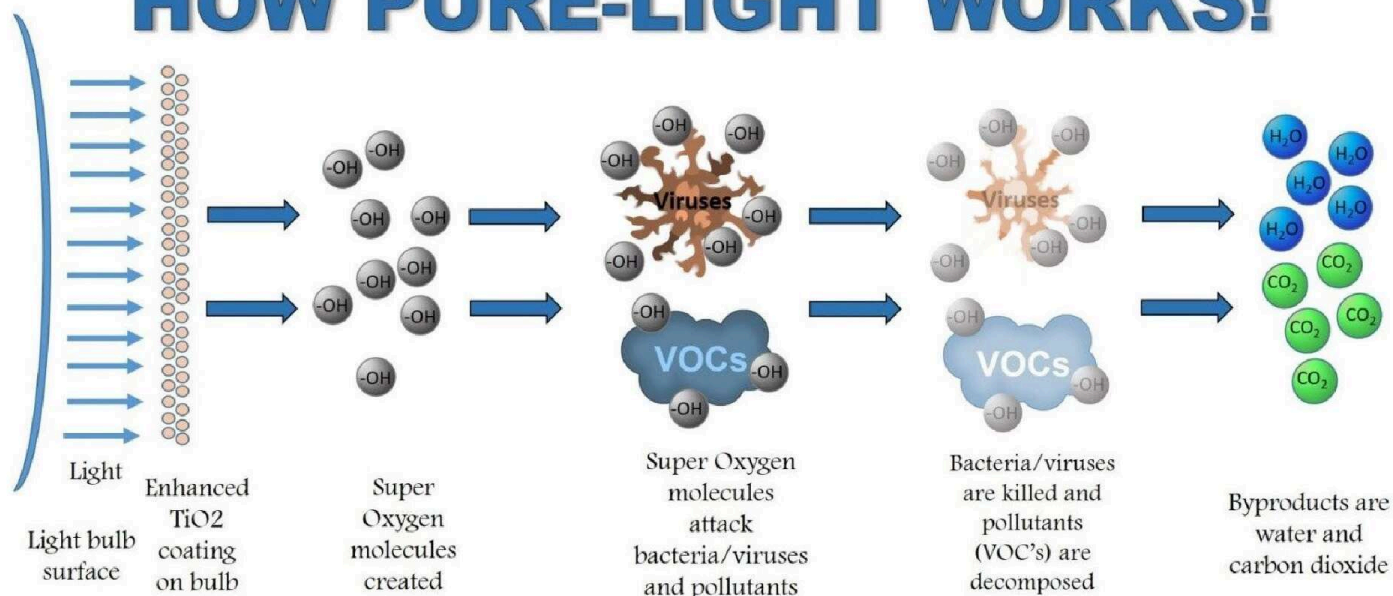 HOW PURE-LIGHT WORKS!
-OH
-OH
-OH
-OH
-OH
-OH
-OH
-OH
-OH
-OH
-OH
-OH
Viruses
-OH
-OH
-OH
-OH
VOCs
-OH
-OH
-OH
-OH
-OH
Viruses
-OH
-OH
-OH
-OH
VOCs
-OH
-OH
H₂O
H₂O
H₂O
H₂O
H₂O
CO₂
CO₂
CO₂
CO₂
CO₂
Light
Light bulb
surface
Enhanced
TiO2
coating
on bulb
Super
Oxygen
molecules
created
Super Oxygen
molecules
attack
bacteria/viruses
and pollutants
Bacteria/viruses
are killed and
pollutants
(VOC's) are
decomposed
Byproducts are
water and
carbon dioxide